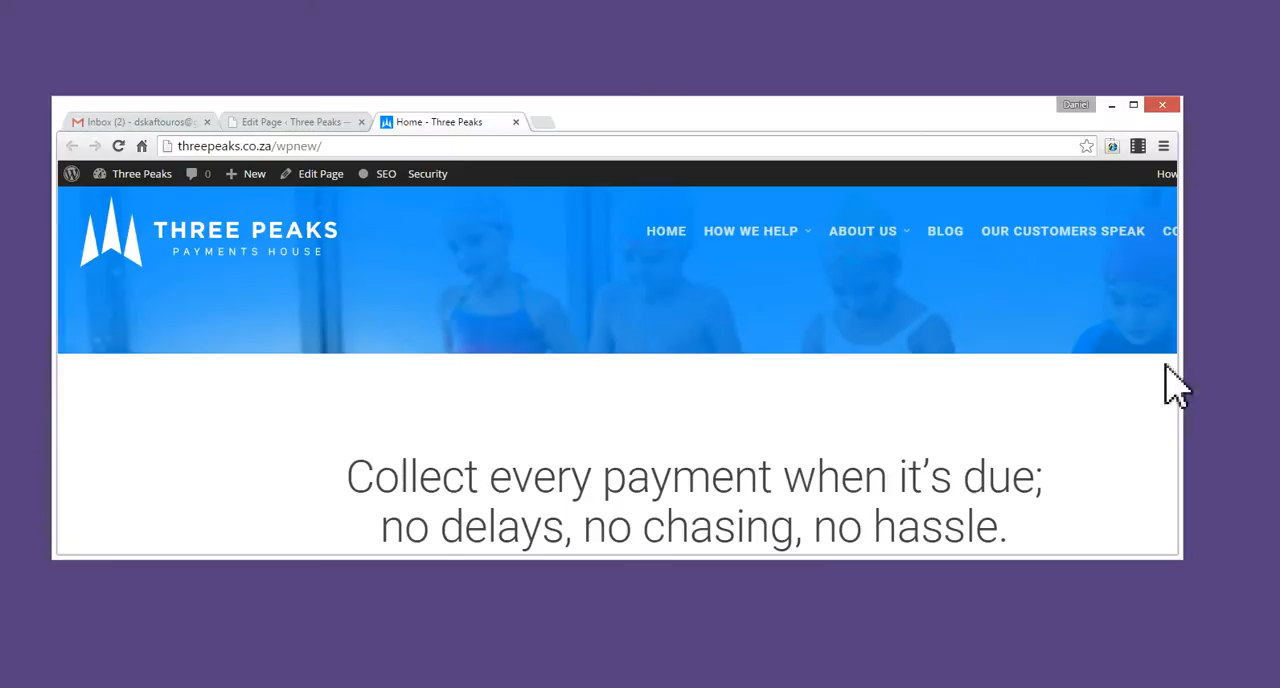 Daniel
Inbox (2) - dskaftouros@
Edit Page ‹ Three Peaks —
Home - Three Peaks
threepeaks.co.za/wpnew/
Three Peaks 0 New Edit Page SEO Security How
THREE PEAKS
PAYMENTS HOUSE
HOME HOW WE HELP ABOUT US BLOG OUR CUSTOMERS SPEAK CO
Collect every payment when it’s due;
no delays, no chasing, no hassle.